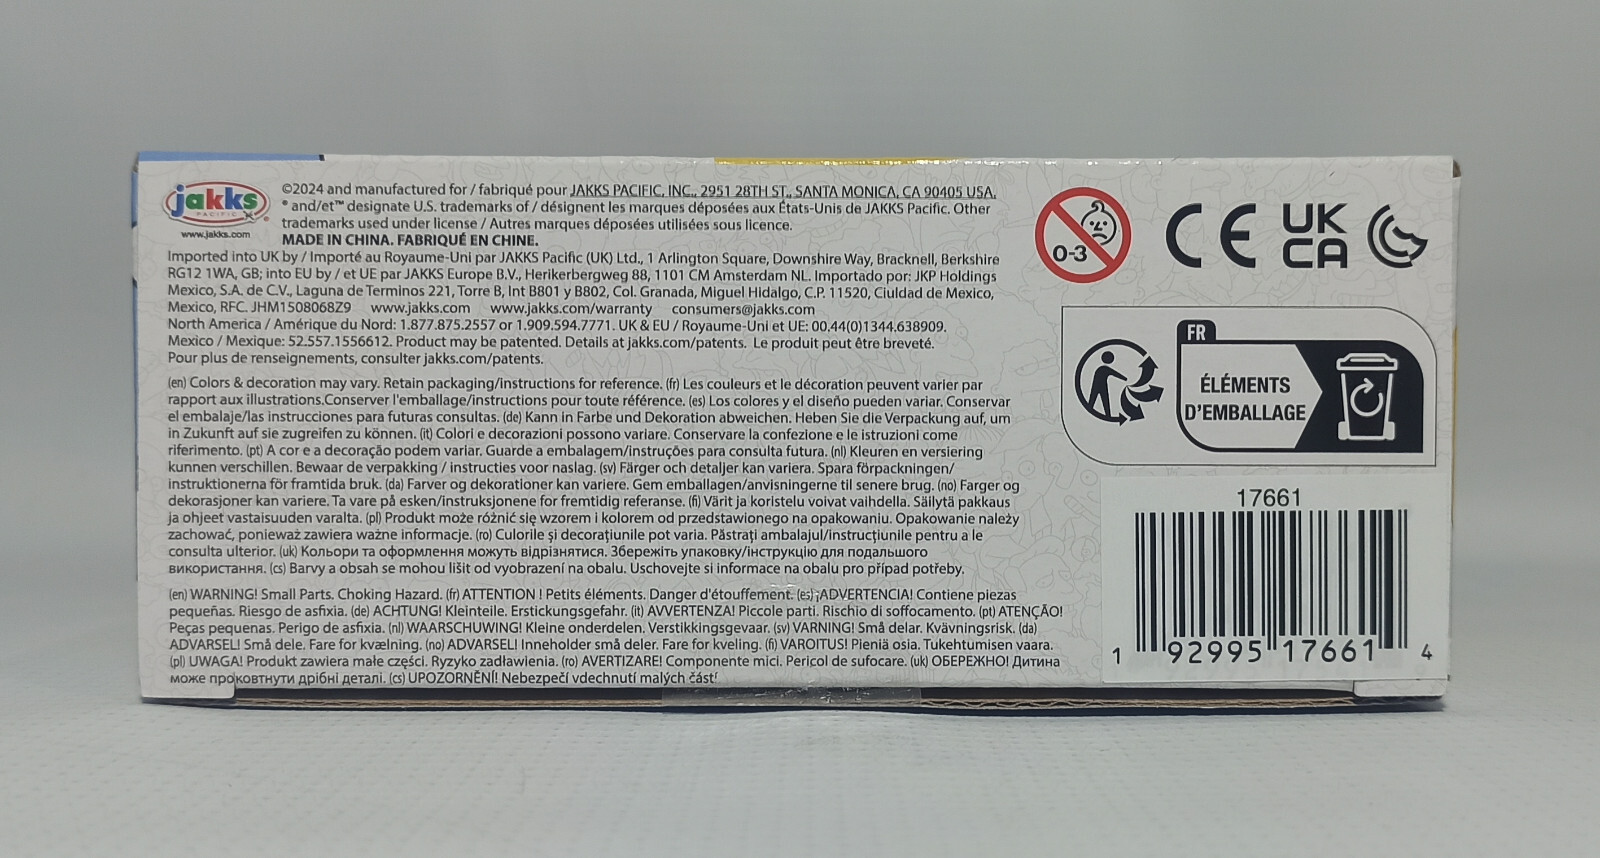 jakks
PACIFIC
www.jakks.com
©2024 and manufactured for / fabriqué pour JAKKS PACIFIC, INC., 2951 28TH ST., SANTA MONICA, CA 90405 USA.
® and/et™ designate U.S. trademarks of / désignent les marques déposées aux États-Unis de JAKKS Pacific. Other
trademarks used under license / Autres marques déposées utilisées sous licence.
MADE IN CHINA. FABRIQUÉ EN CHINE.
Imported into UK by / Importé au Royaume-Uni par JAKKS Pacific (UK) Ltd., 1 Arlington Square, Downshire Way, Bracknell, Berkshire
RG12 1WA, GB; into EU by / et UE par JAKKS Europe B.V., Herikerbergweg 88, 1101 CM Amsterdam NL. Importado por: JKP Holdings
Mexico, S.A. de C.V., Laguna de Terminos 221, Torre B, Int B801 y B802, Col. Granada, Miguel Hidalgo, C.P. 11520, Ciuldad de Mexico,
Mexico, RFC. JHM1508068Z9 www.jakks.com www.jakks.com/warranty consumers@jakks.com
North America / Amérique du Nord: 1.877.875.2557 or 1.909.594.7771. UK & EU / Royaume-Uni et UE: 00.44(0)1344.638909.
Mexico / Mexique: 52.557.1556612. Product may be patented. Details at jakks.com/patents. Le produit peut être breveté.
Pour plus de renseignements, consulter jakks.com/patents.
(en) Colors & decoration may vary. Retain packaging/instructions for reference. (fr) Les couleurs et le décoration peuvent varier par
rapport aux illustrations.Conserver l'emballage/instructions pour toute référence. (es) Los colores y el diseño pueden variar. Conservar
el embalaje/las instrucciones para futuras consultas. (de) Kann in Farbe und Dekoration abweichen. Heben Sie die Verpackung auf, um
in Zukunft auf sie zugreifen zu können. (it) Colori e decorazioni possono variare. Conservare la confezione e le istruzioni come
riferimento. (pt) A cor e a decoração podem variar. Guarde a embalagem/instruções para consulta futura. (nl) Kleuren en versiering
kunnen verschillen. Bewaar de verpakking / instructies voor naslag. (sv) Färger och detaljer kan variera. Spara förpackningen/
instruktionerna för framtida bruk. (da) Farver og dekorationer kan variere. Gem emballagen/anvisningerne til senere brug. (no) Farger og
dekorasjoner kan variere. Ta vare på esken/instruksjonene for fremtidig referanse. (fi) Värit ja koristelu voivat vaihdella. Säilytä pakkaus
ja ohjeet vastaisuuden varalta. (pl) Produkt może różnić się wzorem i kolorem od przedstawionego na opakowaniu. Opakowanie należy
zachować, ponieważ zawiera ważne informacje. (ro) Culorile și decorațiunile pot varia. Păstrați ambalajul/instrucțiunile pentru a le
consulta ulterior. (uk) Кольори та оформлення можуть відрізнятися. Збережіть упаковку/інструкцію для подальшого
використання. (cs) Barvy a obsah se mohou lišit od vyobrazení na obalu. Uschovejte si informace na obalu pro případ potřeby.
(en) WARNING! Small Parts. Choking Hazard. (fr) ATTENTION ! Petits éléments. Danger d'étouffement. (es) ¡ADVERTENCIA! Contiene piezas
pequeñas. Riesgo de asfixia. (de) ACHTUNG! Kleinteile. Erstickungsgefahr. (it) AVVERTENZA! Piccole parti. Rischio di soffocamento. (pt) ATENÇÃO!
Peças pequenas. Perigo de asfixia. (nl) WAARSCHUWING! Kleine onderdelen. Verstikkingsgevaar. (sv) VARNING! Små delar. Kvävningsrisk. (da)
ADVARSEL! Små dele. Fare for kvælning. (no) ADVARSEL! Inneholder små deler. Fare for kveling. (fi) VAROITUS! Pieniä osia. Tukehtumisen vaara.
(pl) UWAGA! Produkt zawiera małe części. Ryzyko zadławienia. (ro) AVERTIZARE! Componente mici. Pericol de sufocare. (uk) ОБЕРЕЖНО! Дитина
може проковтнути дрібні деталі. (cs) UPOZORNĚNÍ! Nebezpečí vdechnutí malých částí
0-3
CE
UK
CA
FR
ÉLÉMENTS
D'EMBALLAGE
17661
1 92995 17661 4